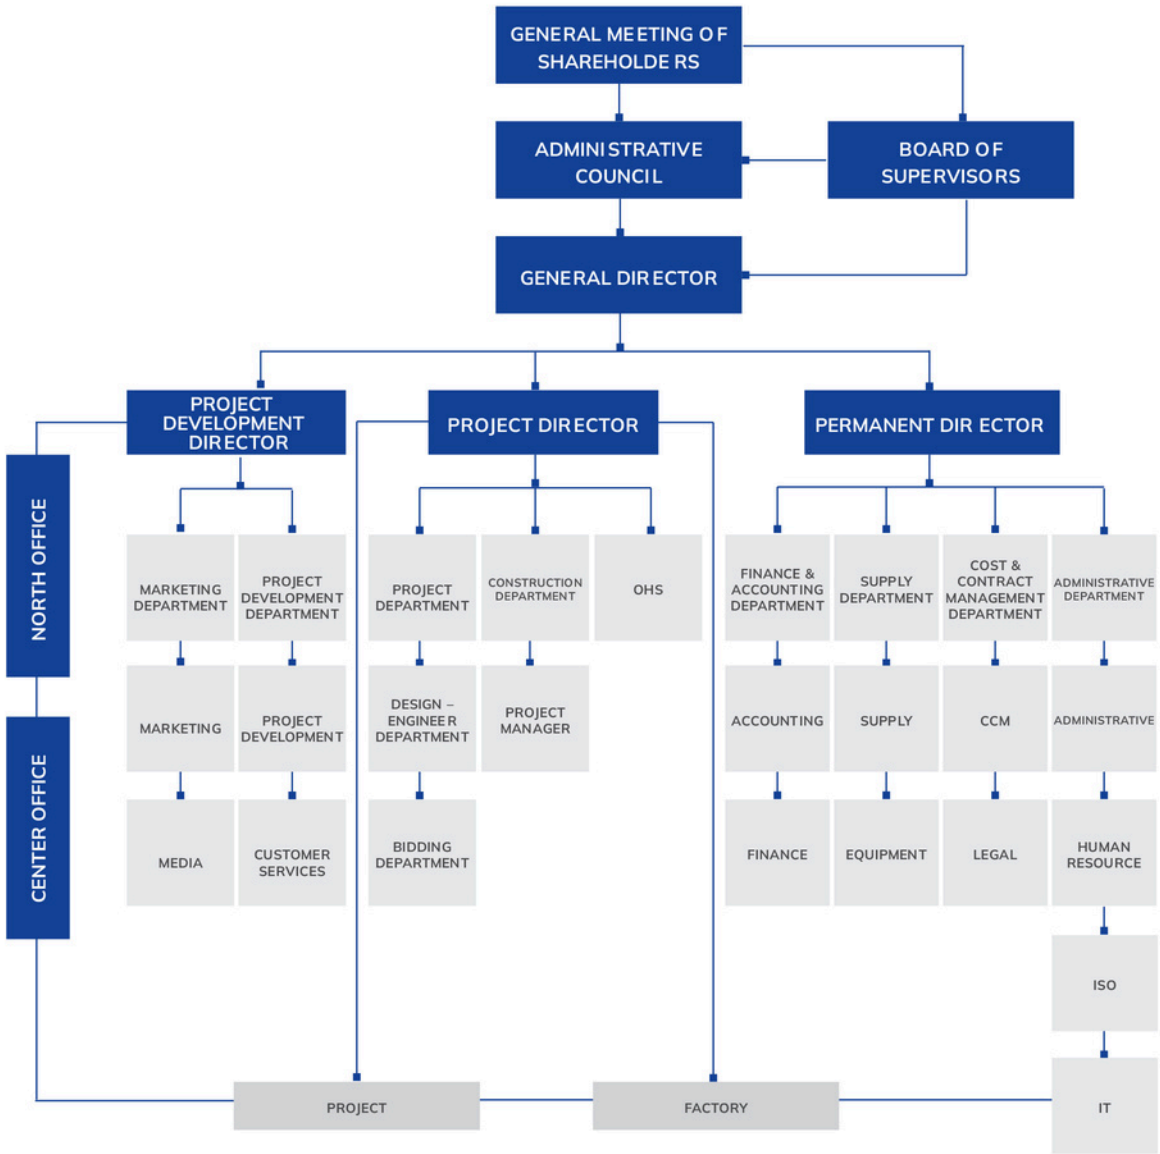 GENERAL MEETING OF
SHAREHOLDERS
ADMINISTRATIVE
COUNCIL
BOARD OF
SUPERVISORS
GENERAL DIRECTOR
PROJECT
DEVELOPMENT
DIRECTOR
PROJECT DIRECTOR
PERMANENT DIRECTOR
NORTH OFFICE
CENTER OFFICE
MARKETING
DEPARTMENT
PROJECT
DEVELOPMENT
DEPARTMENT
PROJECT
DEPARTMENT
CONSTRUCTION
DEPARTMENT
OHS
FINANCE &
ACCOUNTING
DEPARTMENT
SUPPLY
DEPARTMENT
COST &
CONTRACT
MANAGEMENT
DEPARTMENT
ADMINISTRATIVE
DEPARTMENT
MARKETING
PROJECT
DEVELOPMENT
DESIGN –
ENGINEER
DEPARTMENT
PROJECT
MANAGER
ACCOUNTING
SUPPLY
CCM
ADMINISTRATIVE
MEDIA
CUSTOMER
SERVICES
BIDDING
DEPARTMENT
FINANCE
EQUIPMENT
LEGAL
HUMAN
RESOURCE
ISO
PROJECT
FACTORY
IT